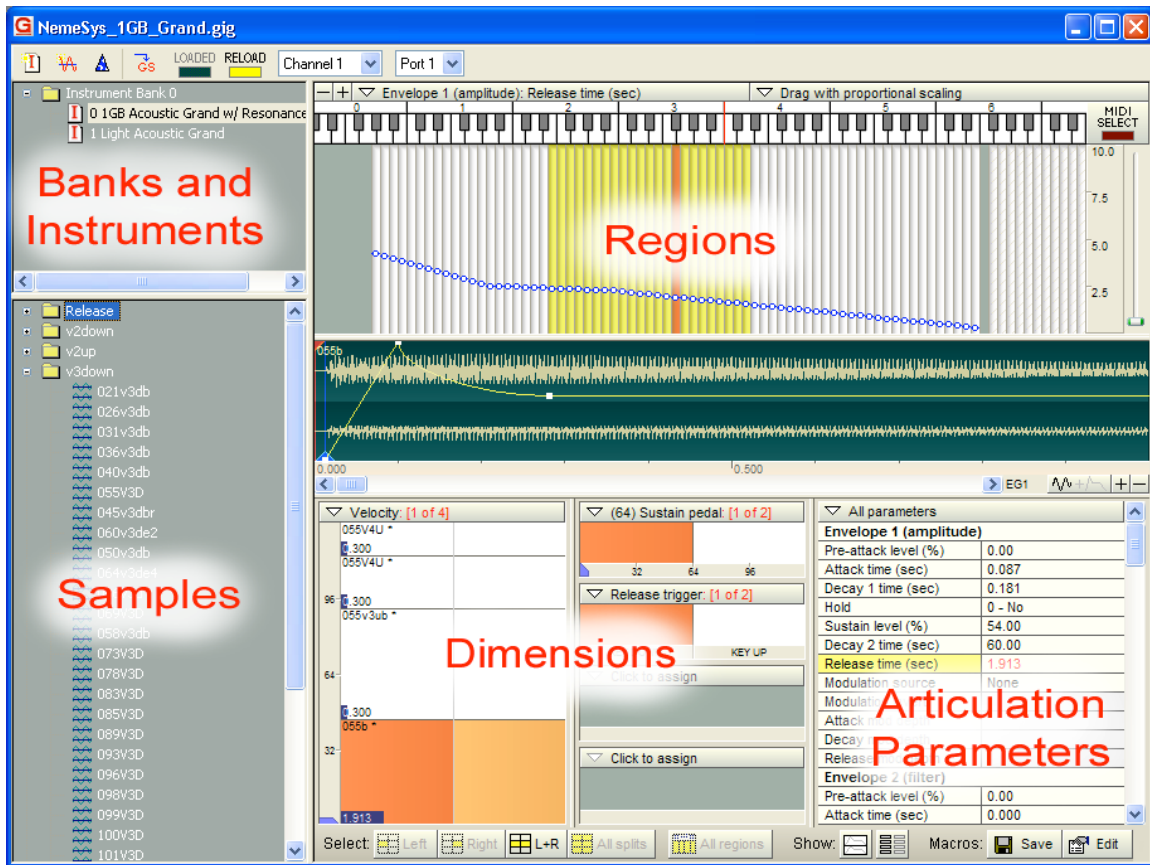 NemeSys_1GB_Grand.gig
LOADED RELOAD Channel 1 Port 1
GS
Instrument Bank 0
0 1GB Acoustic Grand w/ Resonance
1 Light Acoustic Grand
Banks and
Instruments
Envelope 1 (amplitude): Release time (sec) Drag with proportional scaling
0 1 2 3 4 5 6
MIDI
SELECT
10.0
7.5
5.0
2.5
Regions
Release
v2down
v2up
v3down
021v3db
026v3db
031v3db
036v3db
040v3db
055V3D
045v3dbr
060v3de2
050v3db
064v3de4
Samples
058v3db
073V3D
078V3D
083V3D
085V3D
089V3D
093V3D
096V3D
098V3D
099V3D
100V3D
101V3D
055b
0.000 0.500
EG1
Velocity: [1 of 4]
055V4U *
0.300
055V4U *
96
0.300
055v3ub *
64
0.300
055b *
32
1.913
(64) Sustain pedal: [1 of 2]
32 64 96
Release trigger: [1 of 2]
KEY UP
Click to assign
Click to assign
Dimensions
All parameters
Envelope 1 (amplitude)
Pre-attack level (%) 0.00
Attack time (sec) 0.087
Decay 1 time (sec) 0.181
Hold 0 - No
Sustain level (%) 54.00
Decay 2 time (sec) 60.00
Release time (sec) 1.913
Modulation source None
Articulation
Parameters
Envelope 2 (filter)
Pre-attack level (%) 0.00
Attack time (sec) 0.000
Select: Left Right L+R All splits All regions Show: Macros: Save Edit